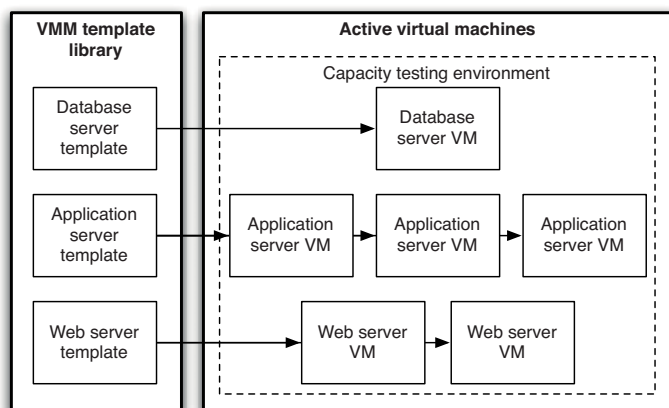 VMM template
library
Active virtual machines
Capacity testing environment
Database
server
template
Database
server VM
Application
server
template
Application
server VM
Application
server VM
Application
server VM
Web server
template
Web server
VM
Web server
VM